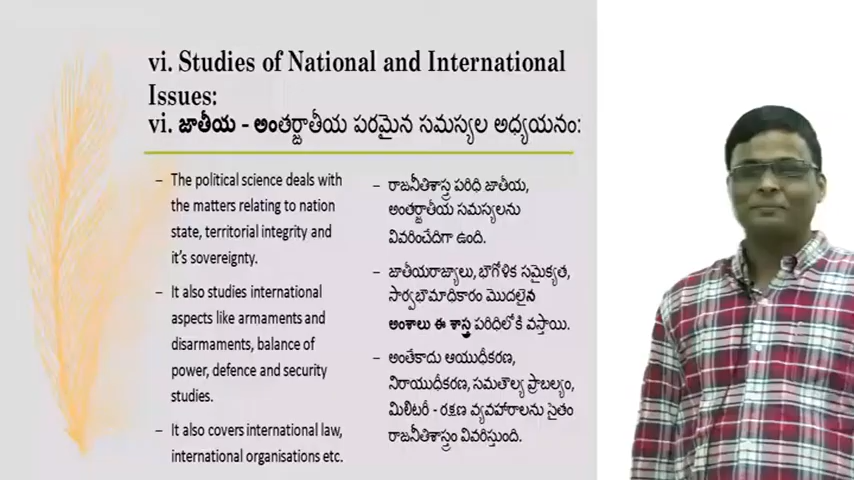 vi. Studies of National and International
Issues:
vi. జాతీయ - అంతర్జాతీయ పరమైన సమస్యల అధ్యయనం:
– The political science deals with
the matters relating to nation
state, territorial integrity and
it's sovereignty.
– It also studies international
aspects like armaments and
disarmaments, balance of
power, defence and security
studies.
– It also covers international law,
international organisations etc.
– రాజనీతిశాస్త్ర పరిధి జాతీయ,
అంతర్జాతీయ సమస్యలను
వివరించేదిగా ఉంది.
– జాతీయరాజ్యాలు, భౌగోళిక సమైక్యత,
సార్వభౌమాధికారం మొదలైన
అంశాలు ఈ శాస్త్ర పరిధిలోకి వస్తాయి.
– అంతేకాదు ఆయుధీకరణ,
నిరాయుధీకరణ, సమతౌల్య ప్రాబల్యం,
మిలిటరీ - రక్షణ వ్యవహారాలను సైతం
రాజనీతిశాస్త్రం వివరిస్తుంది.